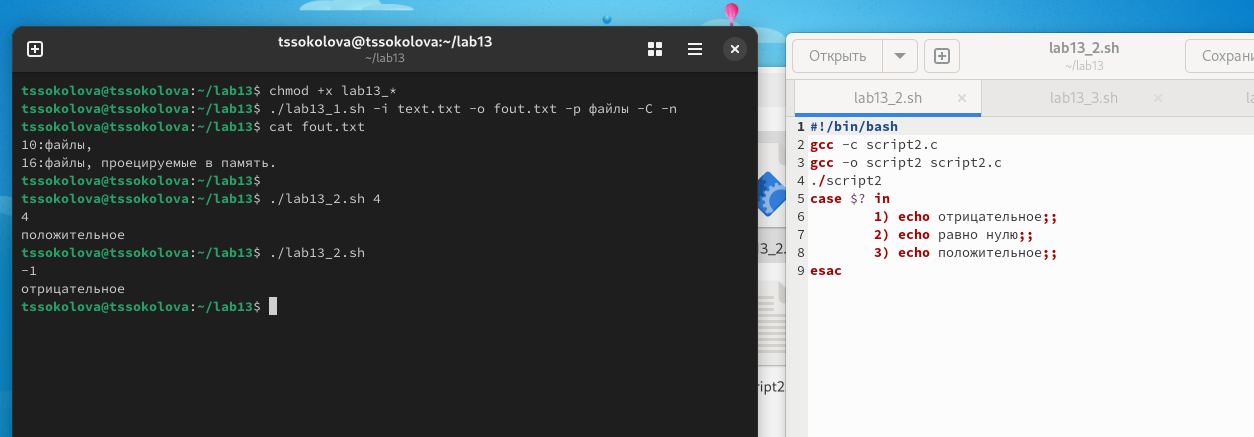 tssokolova@tssokolova:~/lab13
~/lab13
tssokolova@tssokolova:~/lab13$ chmod +x lab13_*
tssokolova@tssokolova:~/lab13$ ./lab13_1.sh -i text.txt -o fout.txt -p файлы -C -n
tssokolova@tssokolova:~/lab13$ cat fout.txt
10:файлы,
16:файлы, проецируемые в память.
tssokolova@tssokolova:~/lab13$
tssokolova@tssokolova:~/lab13$ ./lab13_2.sh 4
4
положительное
tssokolova@tssokolova:~/lab13$ ./lab13_2.sh
-1
отрицательное
tssokolova@tssokolova:~/lab13$
13_2.
ript2
Открыть
lab13_2.sh
~/lab13
Сохрани
lab13_2.sh
lab13_3.sh
la
1 #!/bin/bash
2 gcc -c script2.c
3 gcc -o script2 script2.c
4 ./script2
5 case $? in
6 1) echo отрицательное;;
7 2) echo равно нулю;;
8 3) echo положительное;;
9 esac